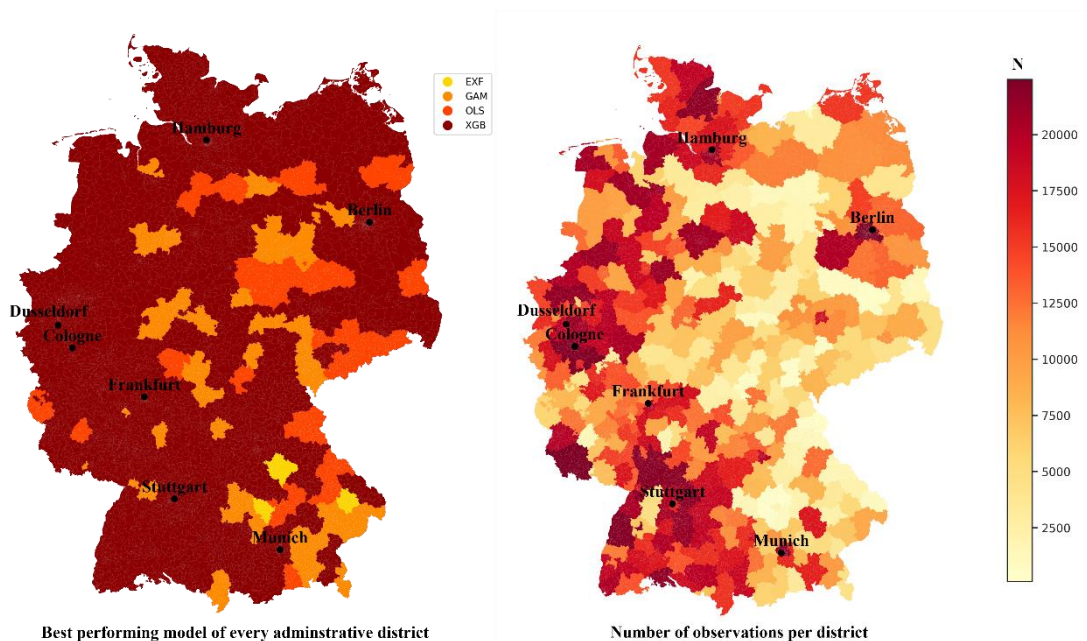 EXF
GAM
OLS
XGB
Hamburg
Berlin
Dusseldorf
Cologne
Frankfurt
Stuttgart
Munich
Best performing model of every adminstrative district
N
20000
17500
15000
12500
10000
7500
5000
2500
Hamburg
Berlin
Dusseldorf
Cologne
Frankfurt
Stuttgart
Munich
Number of observations per district